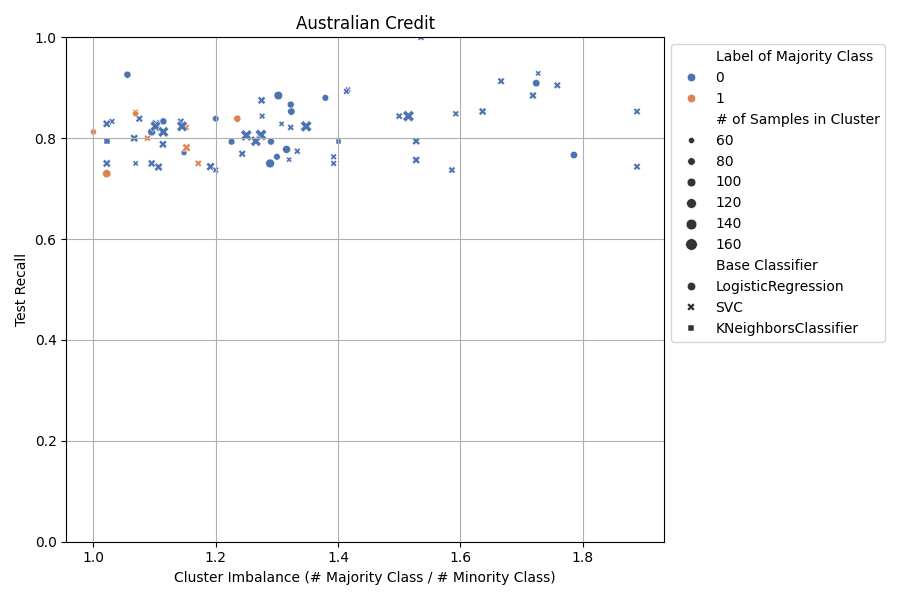 Australian Credit
1.0
0.8
0.6
0.4
0.2
0.0
Test Recall
1.0 1.2 1.4 1.6 1.8
Cluster Imbalance (# Majority Class / # Minority Class)
Label of Majority Class
0
1
# of Samples in Cluster
60
80
100
120
140
160
Base Classifier
LogisticRegression
SVC
KNeighborsClassifier